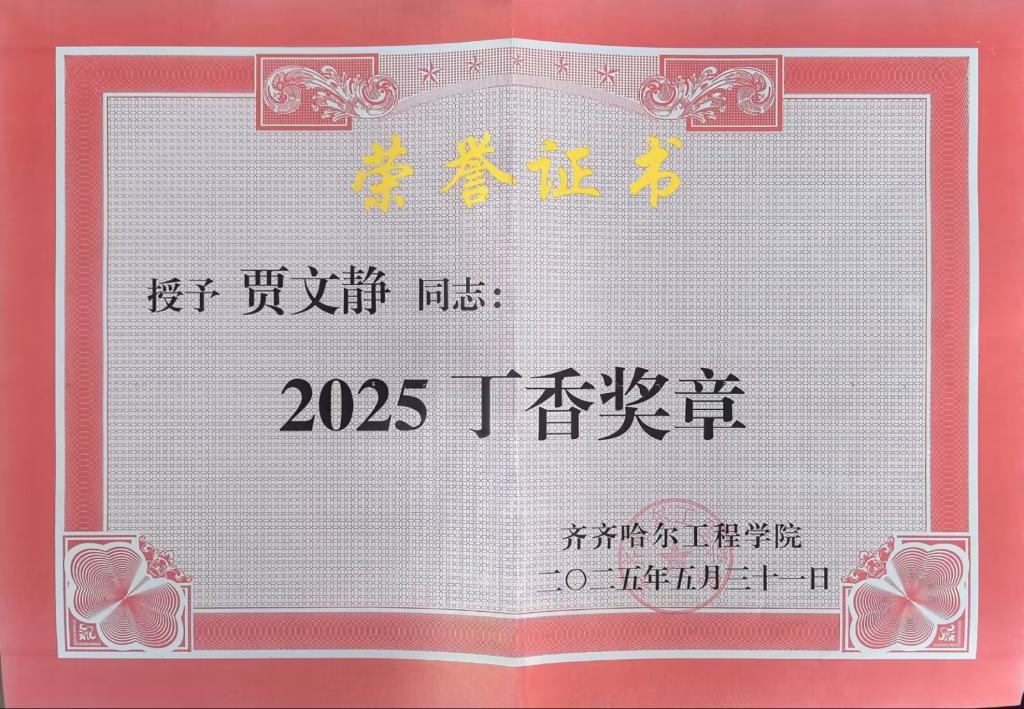 荣誉证书
授予 贾文静 同志：
2025 丁香奖章
齐齐哈尔工程学院
二〇二五年五月三十一日